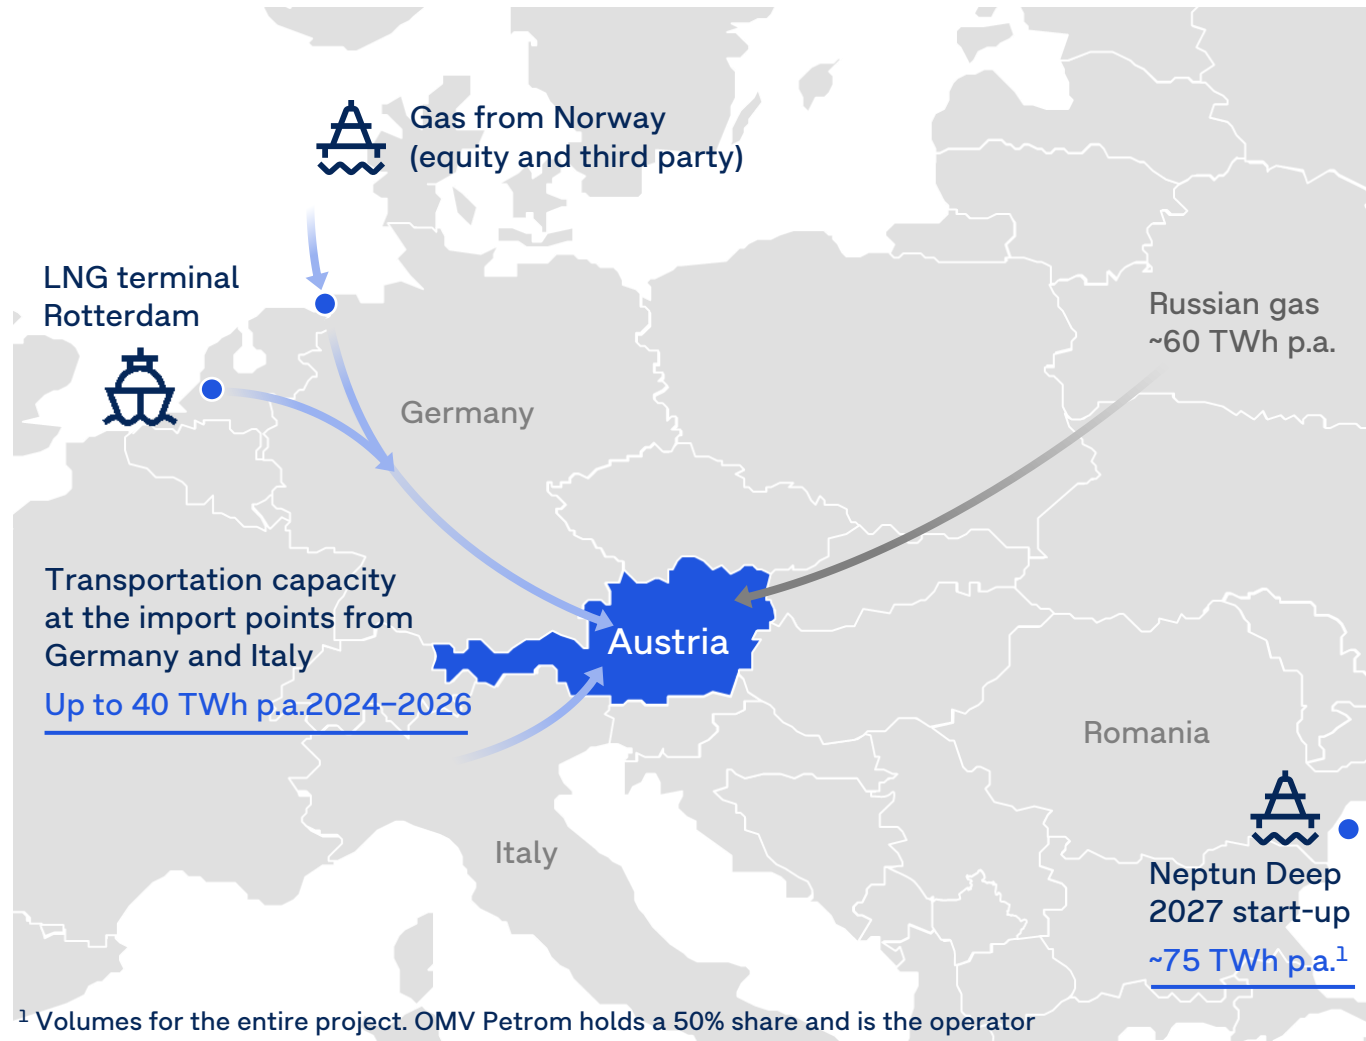 Gas from Norway
(equity and third party)
LNG terminal
Rotterdam
Russian gas
~60 TWh p.a.
Germany
Transportation capacity
at the import points from
Germany and Italy
Up to 40 TWh p.a.2024–2026
Austria
Romania
Italy
Neptun Deep
2027 start-up
~75 TWh p.a.¹
¹ Volumes for the entire project. OMV Petrom holds a 50% share and is the operator